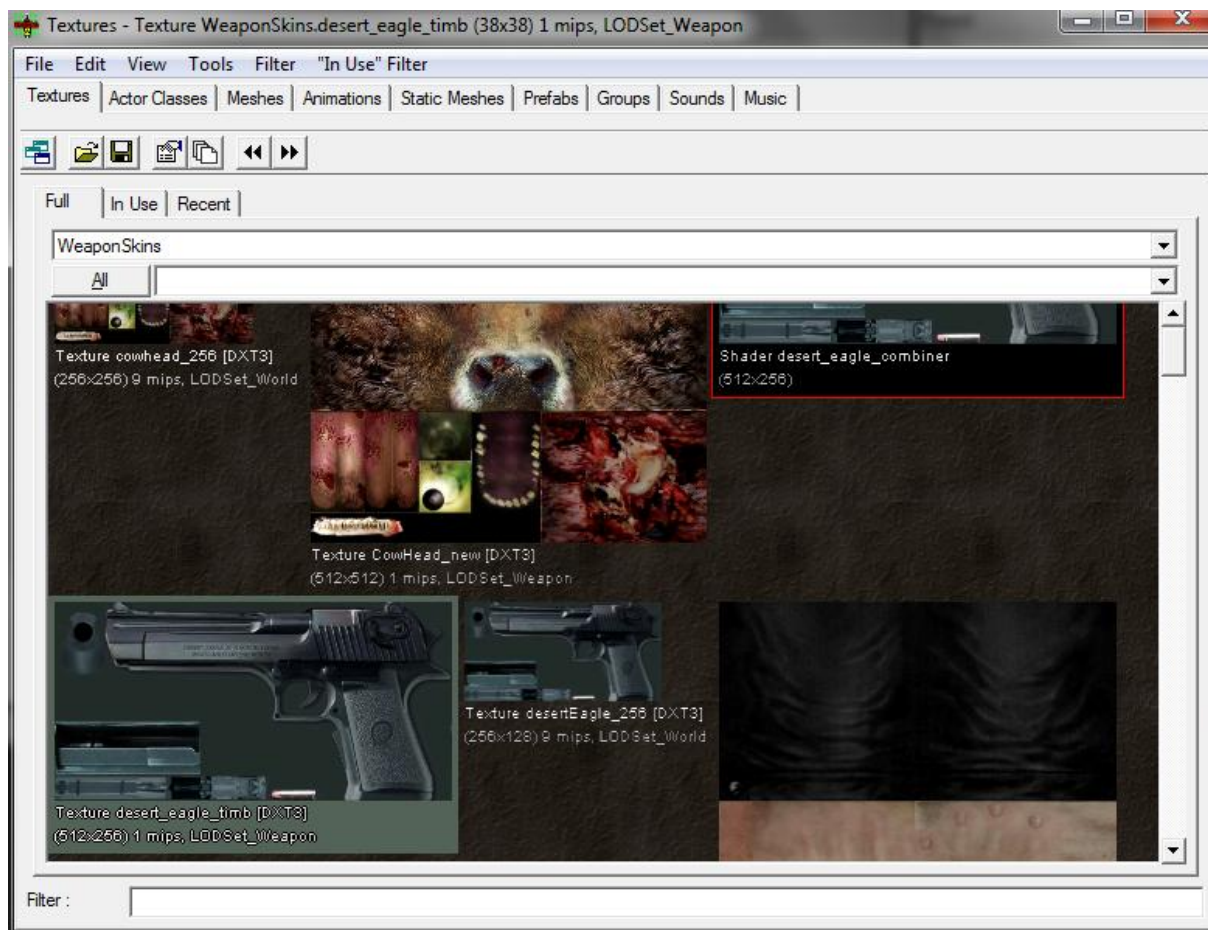 Textures - Texture WeaponSkins.desert_eagle_timb (38x38) 1 mips, LODSet_Weapon
File Edit View Tools Filter "In Use" Filter
Textures Actor Classes Meshes Animations Static Meshes Prefabs Groups Sounds Music
Full In Use Recent
WeaponSkins
All
Texture cowhead_256 [DXT3]
(256x256) 9 mips, LODSet_World
Shader desert_eagle_combiner
(512x256)
Texture CowHead_new [DXT3]
(512x512) 1 mips, LODSet_Weapon
Texture desertEagle_256 [DXT3]
(256x128) 9 mips, LODSet_World
Texture desert_eagle_timb [DXT3]
(512x256) 1 mips, LODSet_Weapon
Filter :